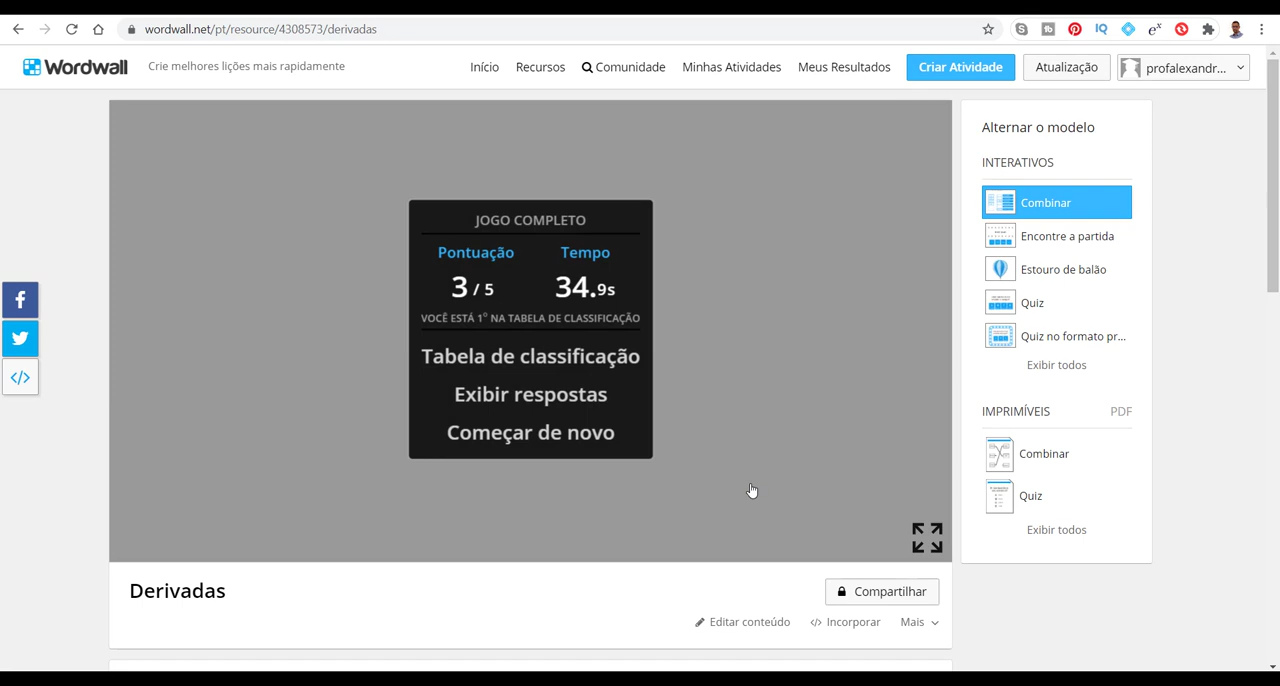 wordwall.net/pt/resource/4308573/derivadas
Wordwall
Crie melhores lições mais rapidamente
Início
Recursos
Comunidade
Minhas Atividades
Meus Resultados
Criar Atividade
Atualização
profalexandr...
JOGO COMPLETO
Pontuação
Tempo
3 / 5
34.9s
VOCÊ ESTÁ 1º NA TABELA DE CLASSIFICAÇÃO
Tabela de classificação
Exibir respostas
Começar de novo
Alternar o modelo
INTERATIVOS
Combinar
Encontre a partida
Estouro de balão
Quiz
Quiz no formato pr...
Exibir todos
IMPRIMÍVEIS
PDF
Combinar
Quiz
Exibir todos
Derivadas
Compartilhar
Editar conteúdo
</> Incorporar
Mais